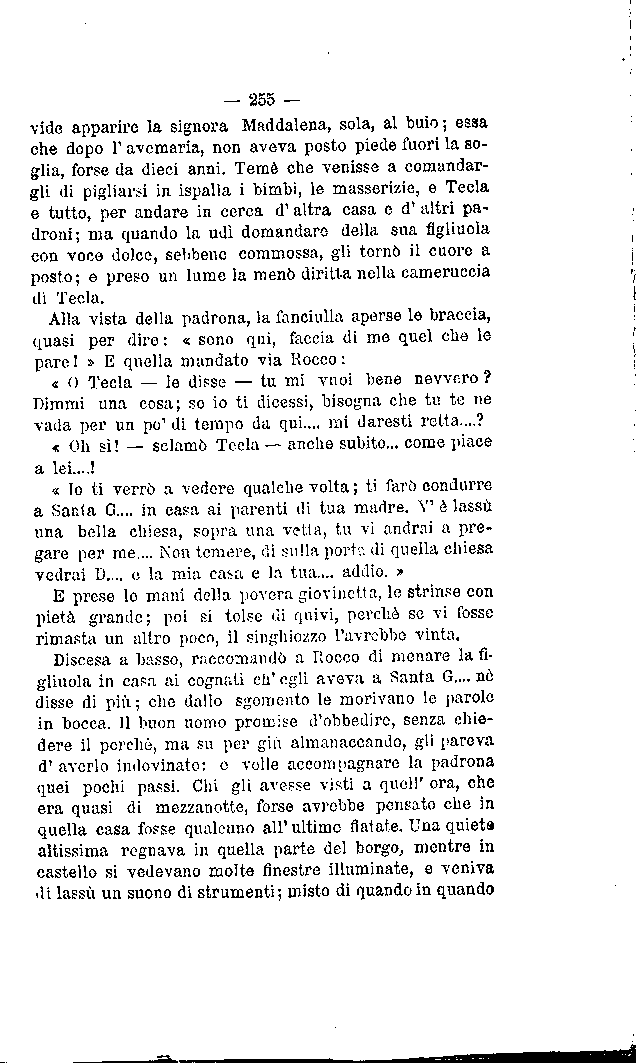 — 255 —
vide apparire la signora Maddalena, sola, al buio; essa
che dopo l'avemaria, non aveva posto piede fuori la so-
glia, forse da dieci anni. Temè che venisse a comandar-
gli di pigliarsi in ispalla i bimbi, le masserizie, e Tecla
e tutto, per andare in cerca d'altra casa e d'altri pa-
droni; ma quando la udì domandare della sua figliuola
con voce dolce, sebbene commossa, gli tornò il cuore a
posto; e preso un lume la menò diritta nella cameruccia
di Tecla.
Alla vista della padrona, la fanciulla aperse le braccia,
quasi per dire: « sono qui, faccia di me quel che le
pare! » E quella mandato via Rocco:
« O Tecla — le disse — tu mi vuoi bene nevvero?
Dimmi una cosa; se io ti dicessi, bisogna che tu te ne
vada per un po' di tempo da qui.... mi daresti retta....?
« Oh sì! — sclamò Tecla — anche subito... come piace
a lei....!
« Io ti verrò a vedere qualche volta; ti farò condurre
a Santa G.... in casa ai parenti di tua madre. V'è lassù
una bella chiesa, sopra una vetta, tu vi andrai a pre-
gare per me.... Non temere, di sulla porta di quella chiesa
vedrai D.... e la mia casa e la tua.... addio. »
E prese le mani della povera giovinetta, le strinse con
pietà grande; poi si tolse di quivi, perchè se vi fosse
rimasta un altro poco, il singhiozzo l'avrebbe vinta.
Discesa a basso, raccomandò a Rocco di menare la fi-
gliuola in casa ai cognati ch'egli aveva a Santa G.... nè
disse di più; che dallo sgomento le morivano le parole
in bocca. Il buon uomo promise d'obbedire, senza chie-
dere il perchè, ma su per giù almanaccando, gli pareva
d'averlo indovinato: e volle accompagnare la padrona
quei pochi passi. Chi gli avesse visti a quell'ora, che
era quasi di mezzanotte, forse avrebbe pensato che in
quella casa fosse qualcuno all'ultime fiatate. Una quiete
altissima regnava in quella parte del borgo, mentre in
castello si vedevano molte finestre illuminate, e veniva
di lassù un suono di strumenti; misto di quando in quando